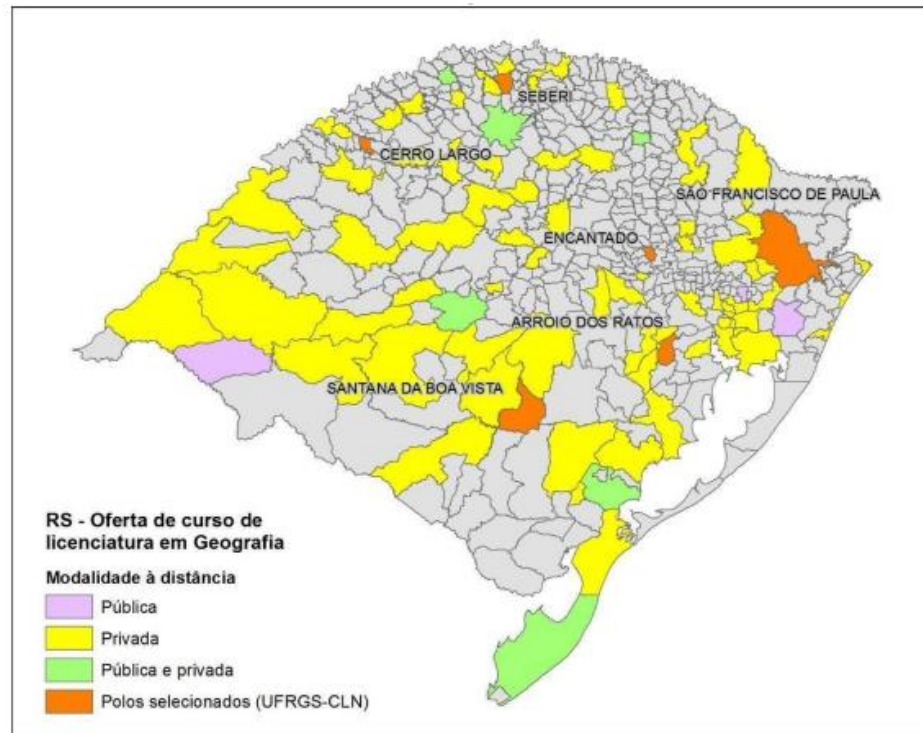 SEBERI
CERRO LARGO
SÃO FRANCISCO DE PAULA
ENCANTADO
ARROIO DOS RATOS
SANTANA DA BOA VISTA
RS - Oferta de curso de
licenciatura em Geografia
Modalidade à distância
Pública
Privada
Pública e privada
Polos selecionados (UFRGS-CLN)